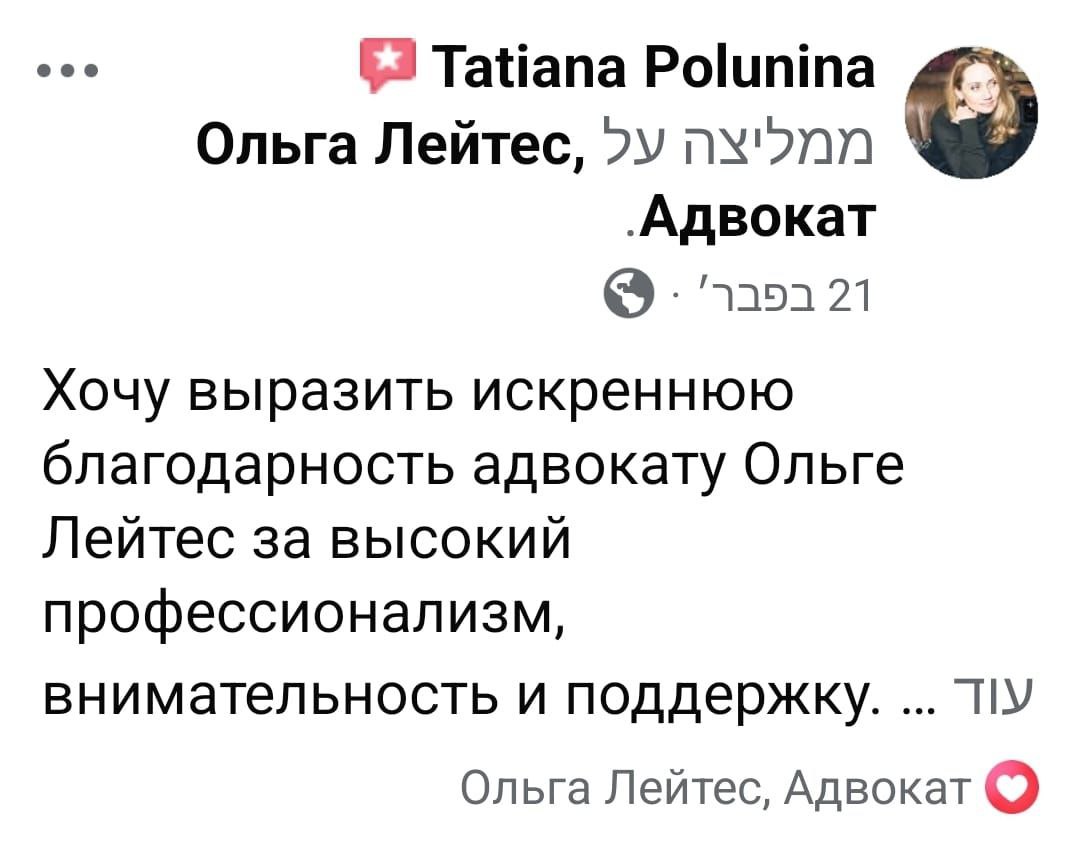 Tatiana Polunina
ממליצה על Ольга Лейтес,
Адвокат.
21 בפבר׳ ·
Хочу выразить искреннюю
благодарность адвокату Ольге
Лейтес за высокий
профессионализм,
внимательность и поддержку. ... עוד
Ольга Лейтес, Адвокат